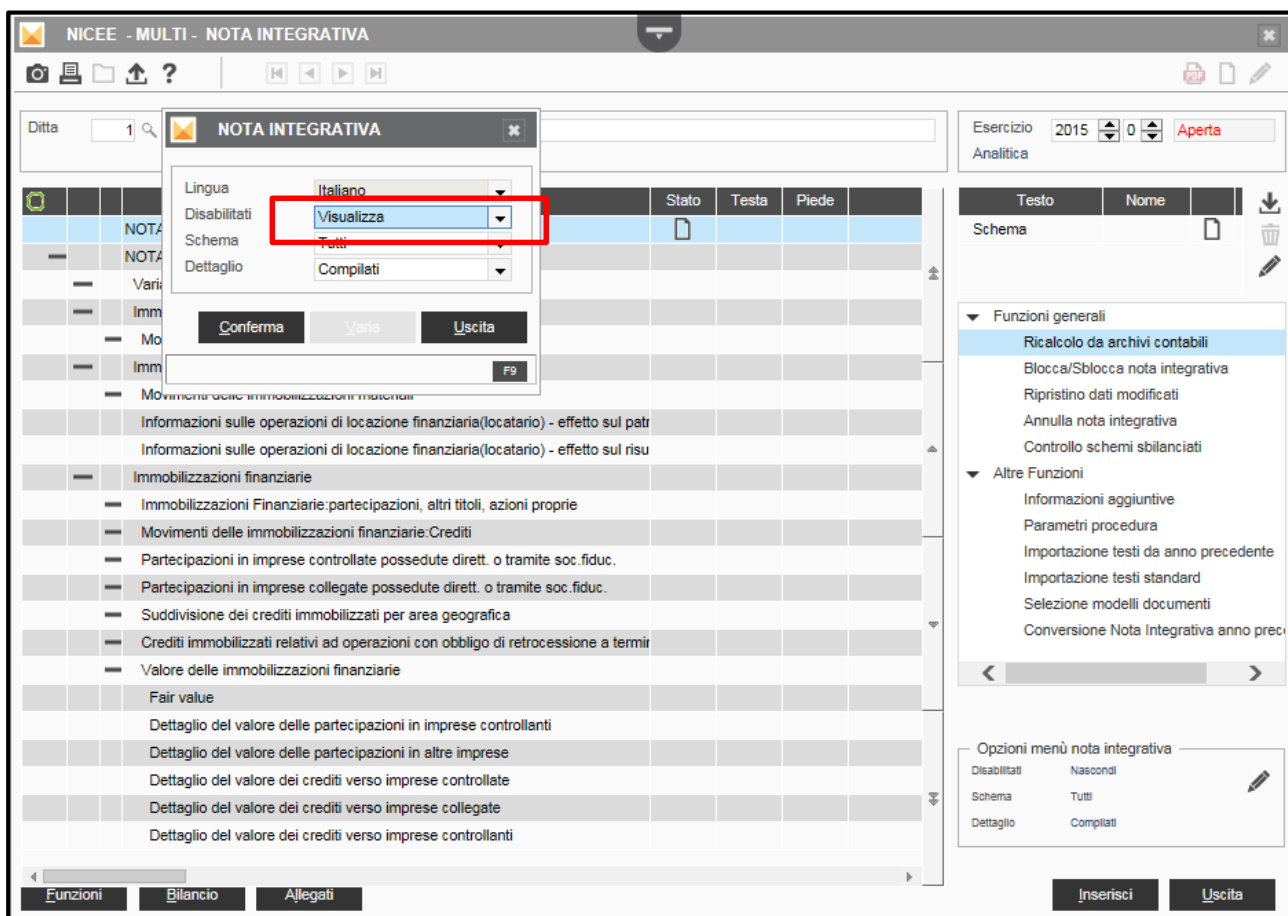 NICEE - MULTI - NOTA INTEGRATIVA
?
PDF
Ditta
1
NOTA INTEGRATIVA
Lingua
Italiano
Disabilitati
Visualizza
Schema
Tutti
Dettaglio
Compilati
Conferma
Varia
Uscita
F9
Esercizio
2015
0
Aperta
Analitica
Stato
Testa
Piede
NOTA
NOTA
Varia
Imm
Mo
Imm
Movimenti delle immobilizzazioni materiali
Informazioni sulle operazioni di locazione finanziaria(locatario) - effetto sul patr
Informazioni sulle operazioni di locazione finanziaria(locatario) - effetto sul risu
Immobilizzazioni finanziarie
Immobilizzazioni Finanziarie:partecipazioni, altri titoli, azioni proprie
Movimenti delle immobilizzazioni finanziarie:Crediti
Partecipazioni in imprese controllate possedute dirett. o tramite soc.fiduc.
Partecipazioni in imprese collegate possedute dirett. o tramite soc.fiduc.
Suddivisione dei crediti immobilizzati per area geografica
Crediti immobilizzati relativi ad operazioni con obbligo di retrocessione a termir
Valore delle immobilizzazioni finanziarie
Fair value
Dettaglio del valore delle partecipazioni in imprese controllanti
Dettaglio del valore delle partecipazioni in altre imprese
Dettaglio del valore dei crediti verso imprese controllate
Dettaglio del valore dei crediti verso imprese collegate
Dettaglio del valore dei crediti verso imprese controllanti
Testo
Nome
Schema
Funzioni generali
Ricalcolo da archivi contabili
Blocca/Sblocca nota integrativa
Ripristino dati modificati
Annulla nota integrativa
Controllo schemi sbilanciati
Altre Funzioni
Informazioni aggiuntive
Parametri procedura
Importazione testi da anno precedente
Importazione testi standard
Selezione modelli documenti
Conversione Nota Integrativa anno prec
Opzioni menù nota integrativa
Disabilitati Nascondi
Schema Tutti
Dettaglio Compilati
Funzioni
Bilancio
Allegati
Inserisci
Uscita